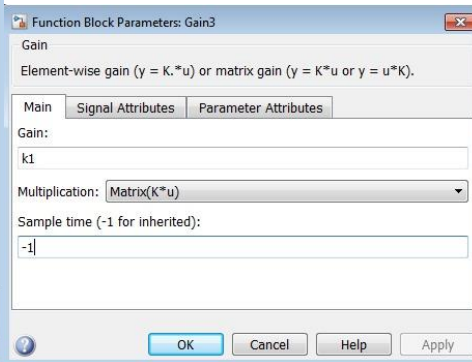 Function Block Parameters: Gain3
Gain
Element-wise gain (y = K.*u) or matrix gain (y = K*u or y = u*K).
Main Signal Attributes Parameter Attributes
Gain:
k1
Multiplication: Matrix(K*u)
Sample time (-1 for inherited):
-1
OK Cancel Help Apply